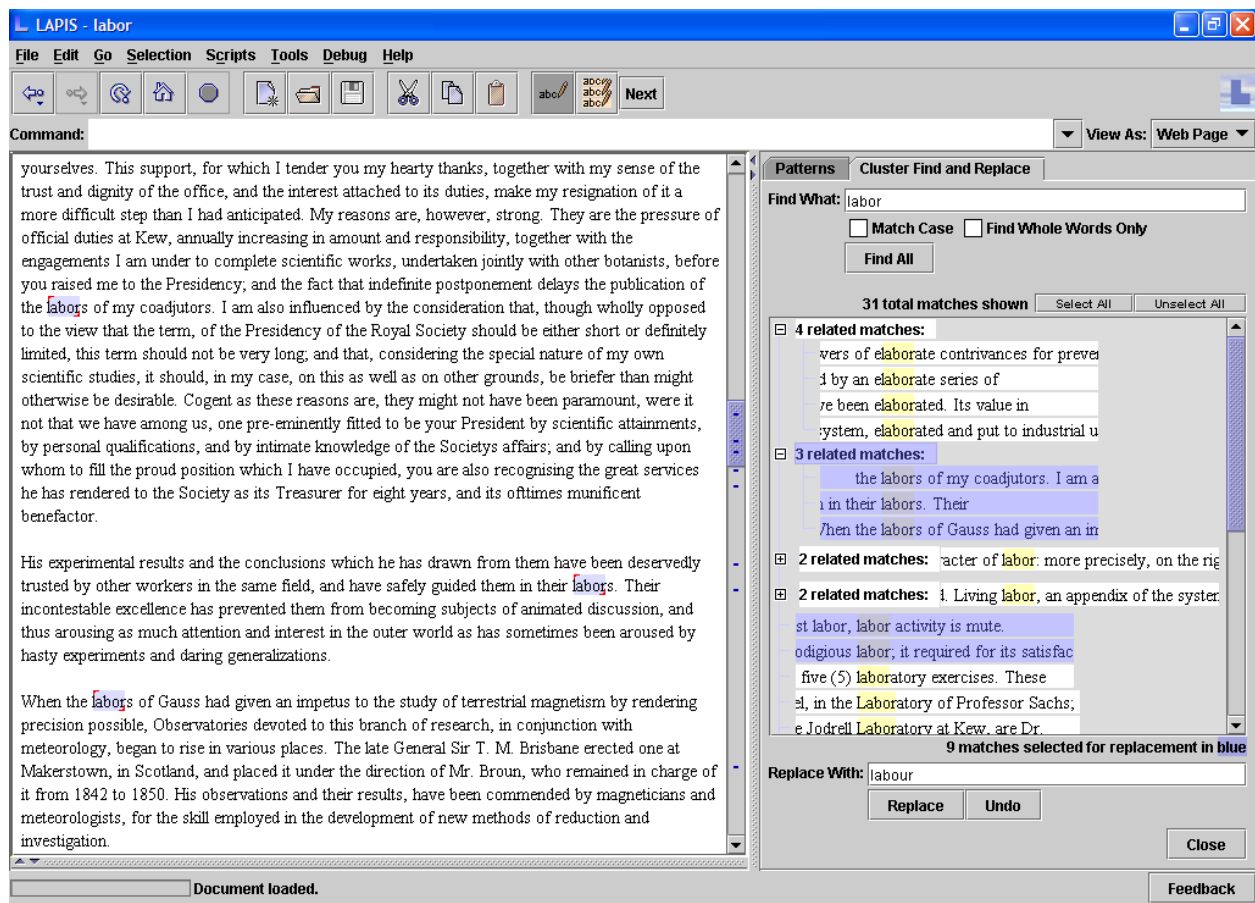 LAPIS - labor
File Edit Go Selection Scripts Tools Debug Help
abc abc abc abc Next
Command: View As: Web Page
yourselves. This support, for which I tender you my hearty thanks, together with my sense of the
trust and dignity of the office, and the interest attached to its duties, make my resignation of it a
more difficult step than I had anticipated. My reasons are, however, strong. They are the pressure of
official duties at Kew, annually increasing in amount and responsibility, together with the
engagements I am under to complete scientific works, undertaken jointly with other botanists, before
you raised me to the Presidency; and the fact that indefinite postponement delays the publication of
the labors of my coadjutors. I am also influenced by the consideration that, though wholly opposed
to the view that the term, of the Presidency of the Royal Society should be either short or definitely
limited, this term should not be very long; and that, considering the special nature of my own
scientific studies, it should, in my case, on this as well as on other grounds, be briefer than might
otherwise be desirable. Cogent as these reasons are, they might not have been paramount, were it
not that we have among us, one pre-eminently fitted to be your President by scientific attainments,
by personal qualifications, and by intimate knowledge of the Societys affairs; and by calling upon
whom to fill the proud position which I have occupied, you are also recognising the great services
he has rendered to the Society as its Treasurer for eight years, and its ofttimes munificent
benefactor.
His experimental results and the conclusions which he has drawn from them have been deservedly
trusted by other workers in the same field, and have safely guided them in their labors. Their
incontestable excellence has prevented them from becoming subjects of animated discussion, and
thus arousing as much attention and interest in the outer world as has sometimes been aroused by
hasty experiments and daring generalizations.
When the labors of Gauss had given an impetus to the study of terrestrial magnetism by rendering
precision possible, Observatories devoted to this branch of research, in conjunction with
meteorology, began to rise in various places. The late General Sir T. M. Brisbane erected one at
Makerstown, in Scotland, and placed it under the direction of Mr. Broun, who remained in charge of
it from 1842 to 1850. His observations and their results, have been commended by magneticians and
meteorologists, for the skill employed in the development of new methods of reduction and
investigation.
Patterns Cluster Find and Replace
Find What: labor
Match Case Find Whole Words Only
Find All
31 total matches shown Select All Unselect All
4 related matches:
wers of elaborate contrivances for prever
d by an elaborate series of
ve been elaborated. Its value in
system, elaborated and put to industrial u
3 related matches:
the labors of my coadjutors. I am a
n in their labors. Their
When the labors of Gauss had given an im
2 related matches: racter of labor: more precisely, on the rig
2 related matches: d. Living labor, an appendix of the system
st labor, labor activity is mute.
odigious labor; it required for its satisfac
five (5) laboratory exercises. These
el, in the Laboratory of Professor Sachs;
e Jodrell Laboratory at Kew, are Dr.
9 matches selected for replacement in blue
Replace With: labour
Replace Undo
Close
Document loaded. Feedback